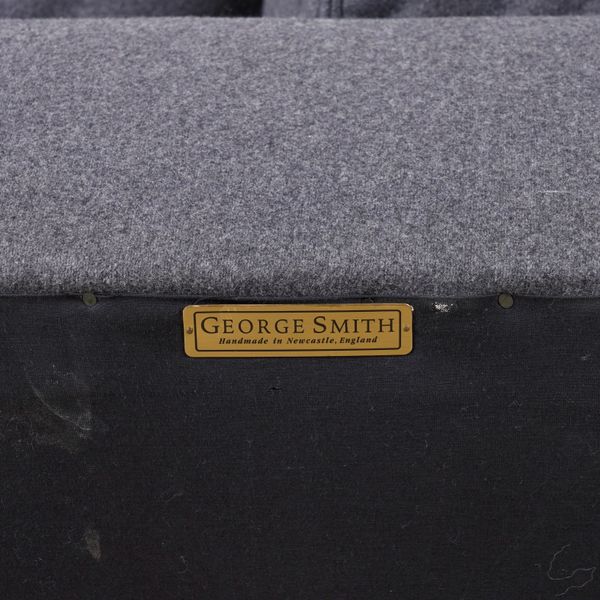 GEORGE SMITH
Handmade in Newcastle, England